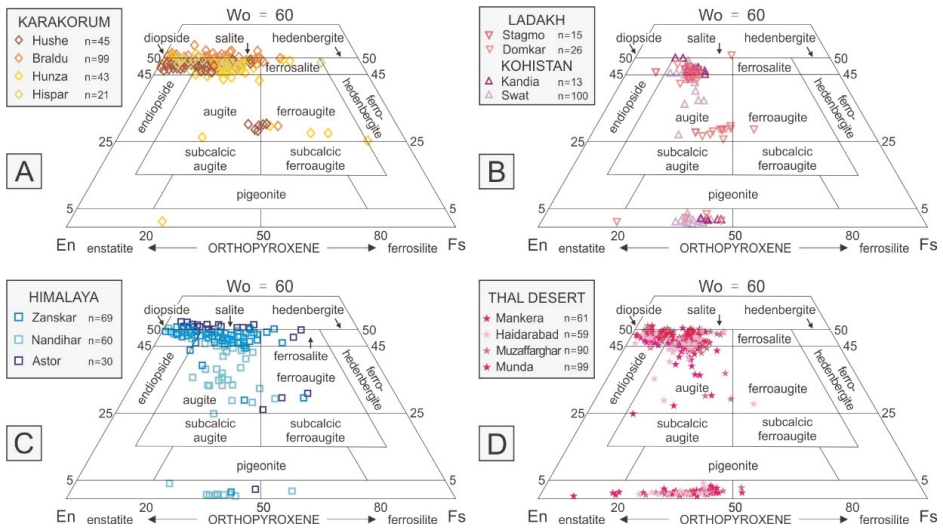 KARAKORUM
Hushe n=45
Braldu n=99
Hunza n=43
Hispar n=21
Wo = 60
diopside salite hedenbergite
50 50
45 ferrosalite 45
endiopside hedenbergite ferro-
augite ferroaugite
25 25
subcalcic augite subcalcic ferroaugite
A
pigeonite
5 5
En Fs
20 50 80
enstatite ORTHOPYROXENE ferrosilite
LADAKH
Stagmo n=15
Domkar n=26
KOHISTAN
Kandia n=13
Swat n=100
Wo = 60
diopside salite hedenbergite
50 50
45 ferrosalite 45
endiopside ferro-hedenbergite
augite ferroaugite
25 25
subcalcic augite subcalcic ferroaugite
B
pigeonite
5 5
En Fs
20 50 80
enstatite ORTHOPYROXENE ferrosilite
HIMALAYA
Zanskar n=69
Nandihar n=60
Astor n=30
Wo = 60
diopside salite hedenbergite
50 50
45 ferrosalite 45
endiopside ferro-hedenbergite
augite ferroaugite
25 25
subcalcic augite subcalcic ferroaugite
C
pigeonite
5 5
En Fs
20 50 80
enstatite ORTHOPYROXENE ferrosilite
THAL DESERT
Mankera n=61
Haidarabad n=59
Muzaffarghar n=90
Munda n=99
Wo = 60
diopside salite hedenbergite
50 50
45 ferrosalite 45
endiopside ferro-hedenbergite
augite ferroaugite
25 25
subcalcic augite subcalcic ferroaugite
D
pigeonite
5 5
En Fs
20 50 80
enstatite ORTHOPYROXENE ferrosilite